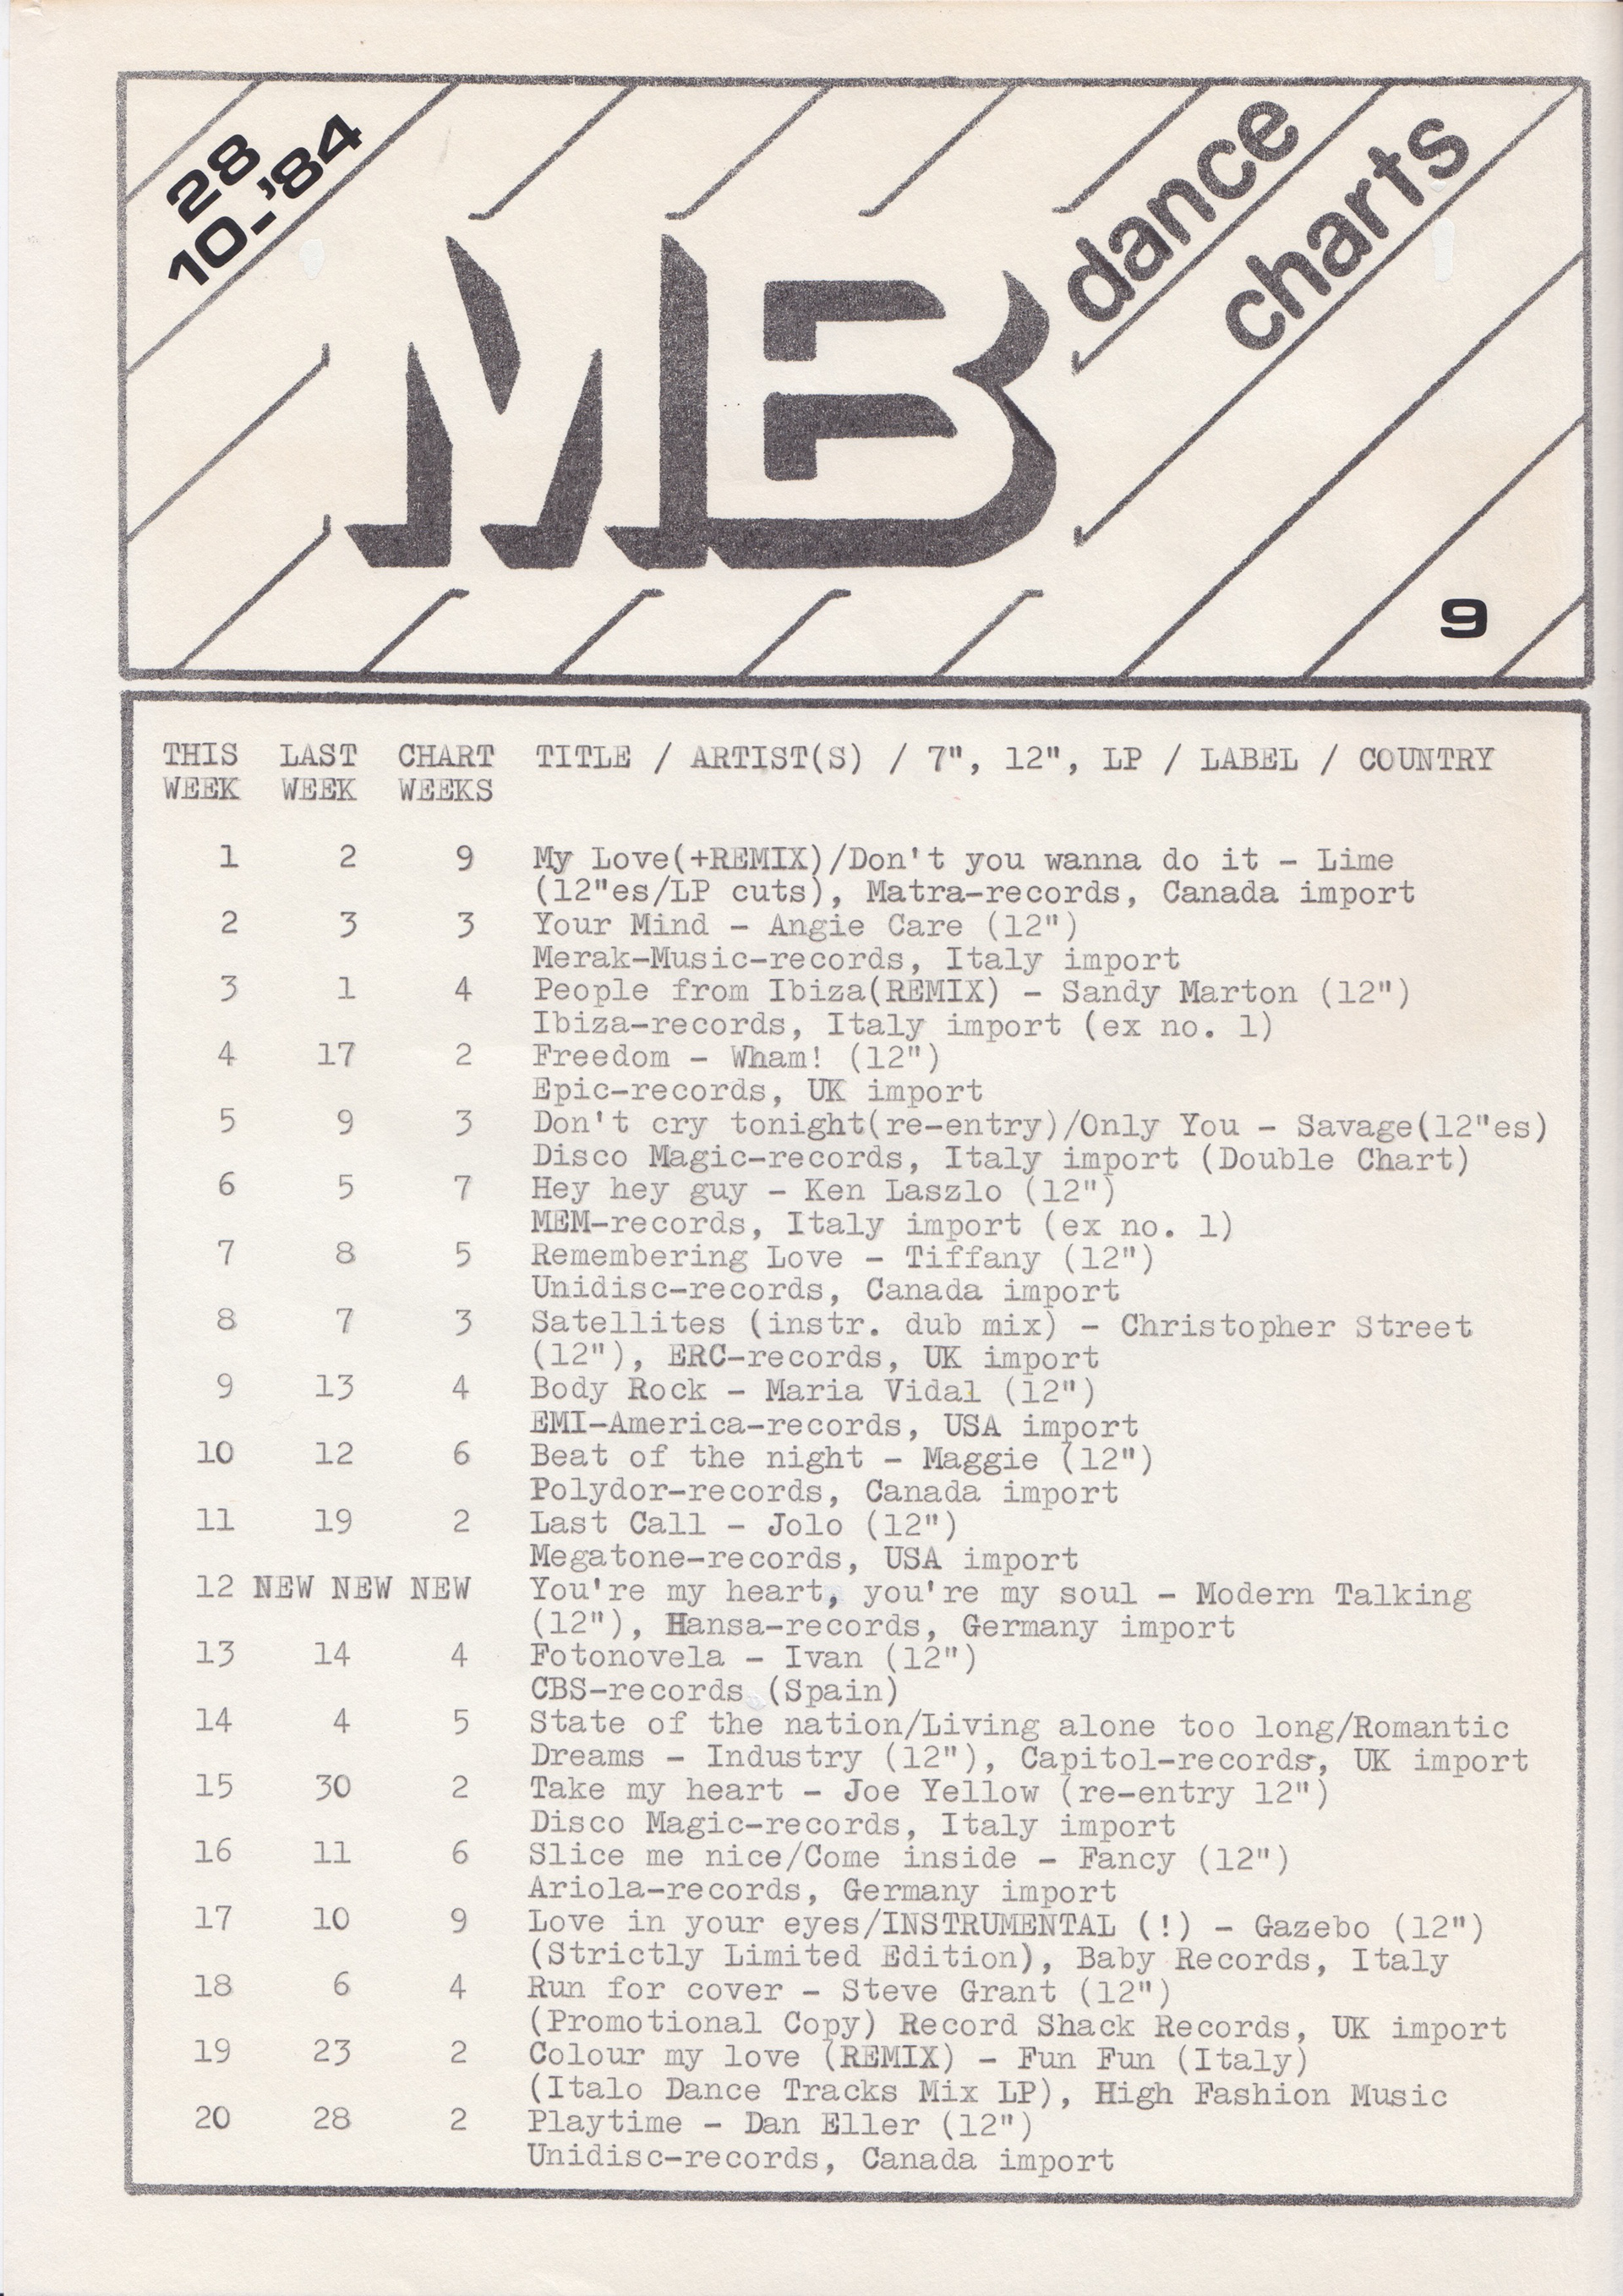 28
10-'84
MB
dance
charts
9
THIS LAST CHART TITLE / ARTIST(S) / 7", 12", LP / LABEL / COUNTRY
WEEK WEEK WEEKS
1 2 9 My Love(+REMIX)/Don't you wanna do it - Lime
(12"es/LP cuts), Matra-records, Canada import
2 3 3 Your Mind - Angie Care (12")
Merak-Music-records, Italy import
3 1 4 People from Ibiza(REMIX) - Sandy Marton (12")
Ibiza-records, Italy import (ex no. 1)
4 17 2 Freedom - Wham! (12")
Epic-records, UK import
5 9 3 Don't cry tonight(re-entry)/Only You - Savage(12"es)
Disco Magic-records, Italy import (Double Chart)
6 5 7 Hey hey guy - Ken Laszlo (12")
MEM-records, Italy import (ex no. 1)
7 8 5 Remembering Love - Tiffany (12")
Unidisc-records, Canada import
8 7 3 Satellites (instr. dub mix) - Christopher Street
(12"), ERC-records, UK import
9 13 4 Body Rock - Maria Vidal (12")
EMI-America-records, USA import
10 12 6 Beat of the night - Maggie (12")
Polydor-records, Canada import
11 19 2 Last Call - Jolo (12")
Megatone-records, USA import
12 NEW NEW NEW You're my heart, you're my soul - Modern Talking
(12"), Hansa-records, Germany import
13 14 4 Fotonovela - Ivan (12")
CBS-records (Spain)
14 4 5 State of the nation/Living alone too long/Romantic
Dreams - Industry (12"), Capitol-records, UK import
15 30 2 Take my heart - Joe Yellow (re-entry 12")
Disco Magic-records, Italy import
16 11 6 Slice me nice/Come inside - Fancy (12")
Ariola-records, Germany import
17 10 9 Love in your eyes/INSTRUMENTAL (!) - Gazebo (12")
(Strictly Limited Edition), Baby Records, Italy
18 6 4 Run for cover - Steve Grant (12")
(Promotional Copy) Record Shack Records, UK import
19 23 2 Colour my love (REMIX) - Fun Fun (Italy)
(Italo Dance Tracks Mix LP), High Fashion Music
20 28 2 Playtime - Dan Eller (12")
Unidisc-records, Canada import